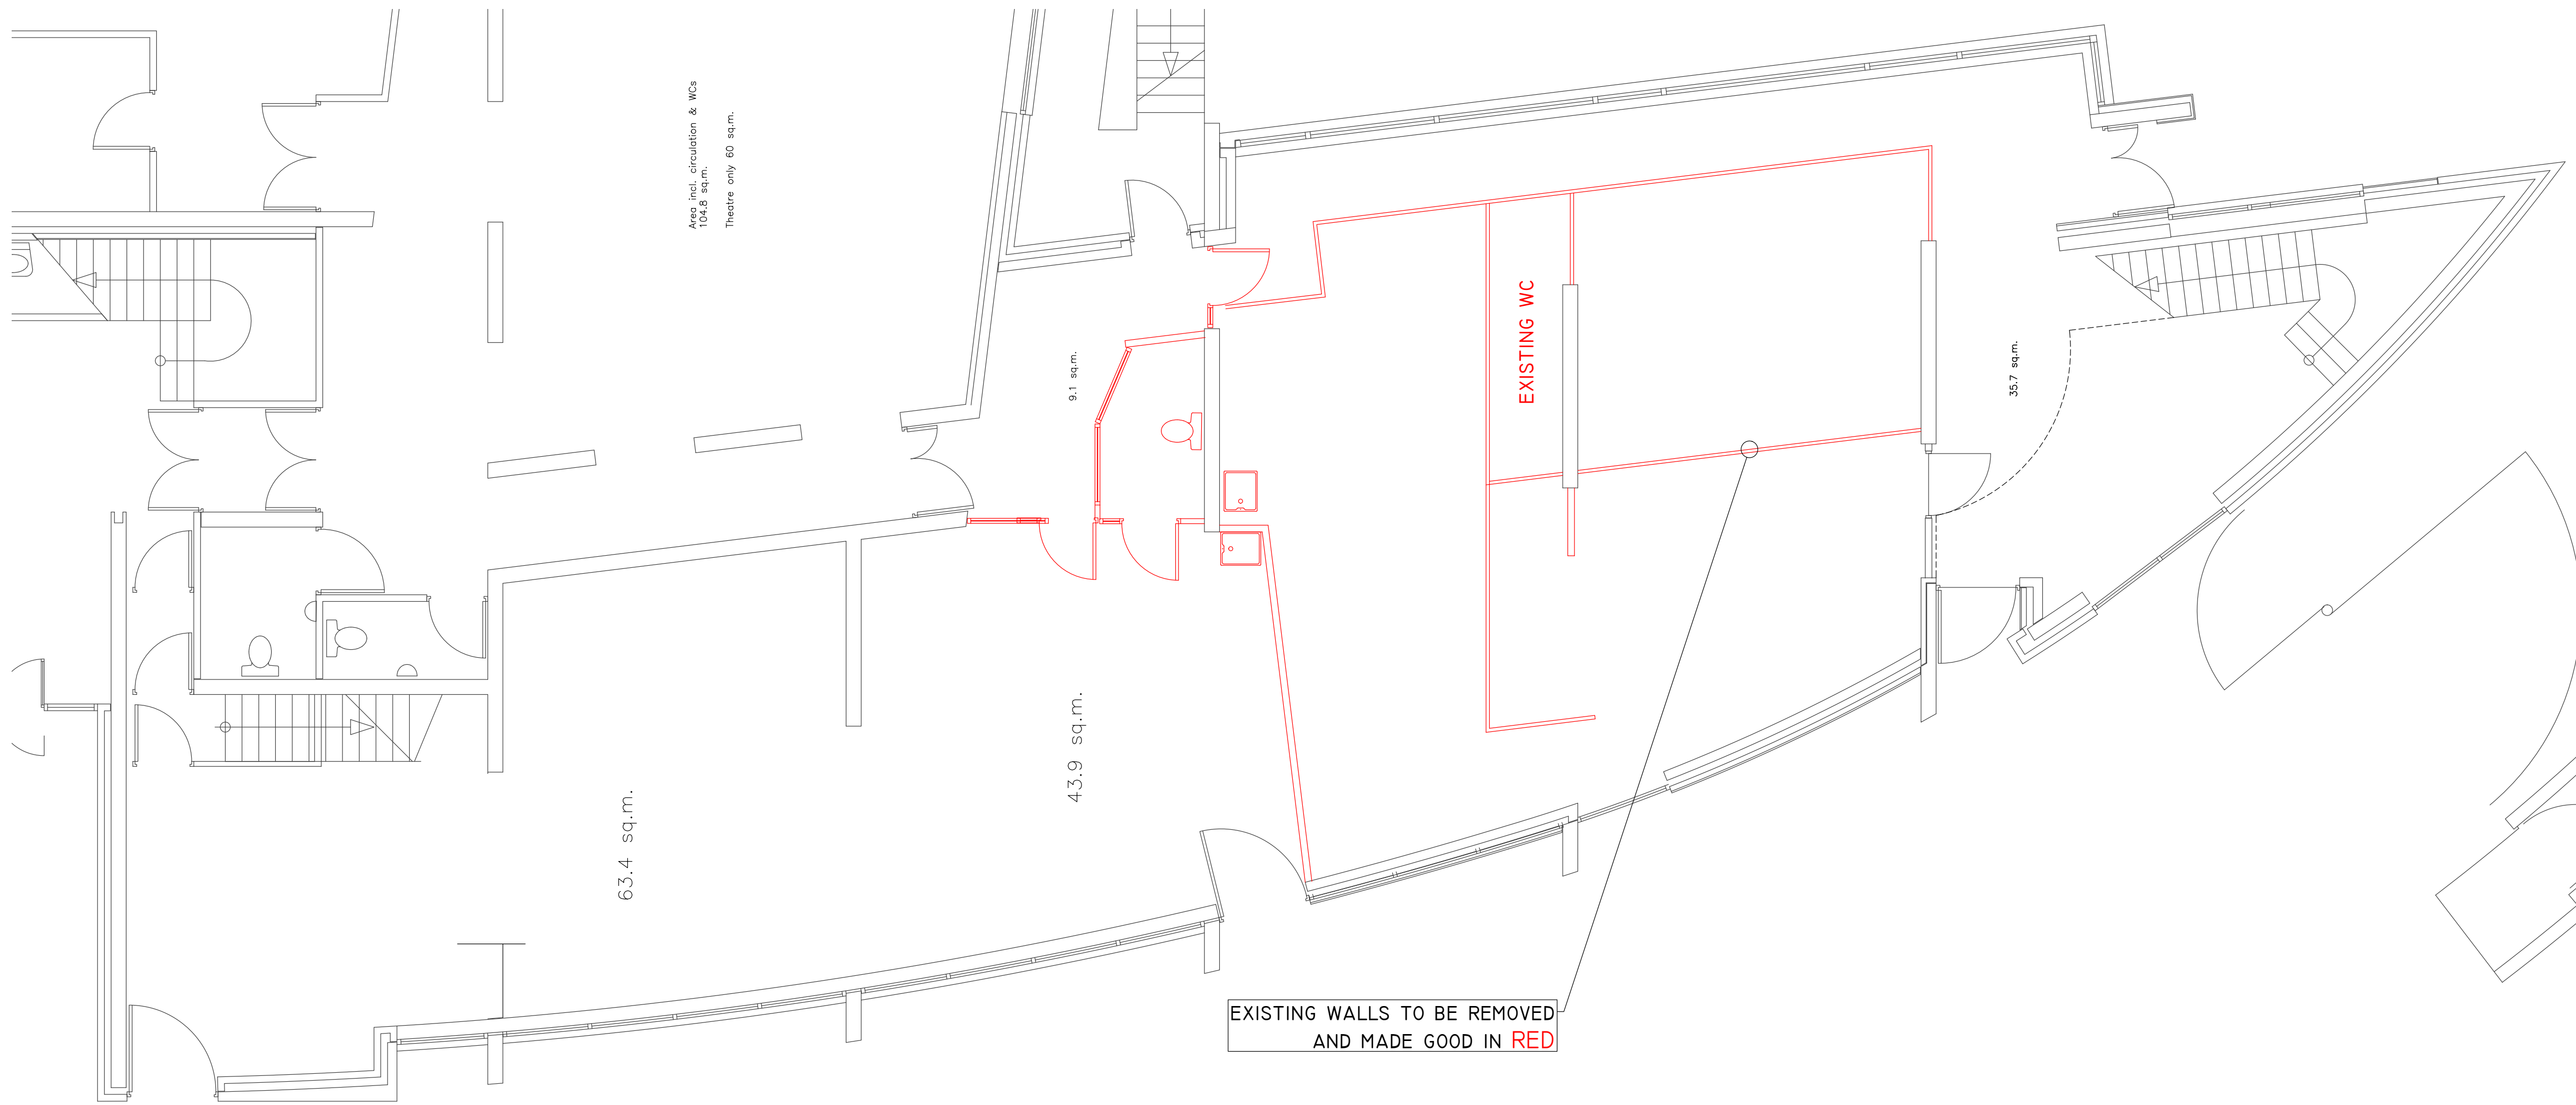 Area incl. circulation & WCs
104.8 sq.m.
Theatre only 60 sq.m.
9.1 sq.m.
EXISTING WC
35.7 sq.m.
43.9 sq.m.
63.4 sq.m.
EXISTING WALLS TO BE REMOVED
AND MADE GOOD IN RED